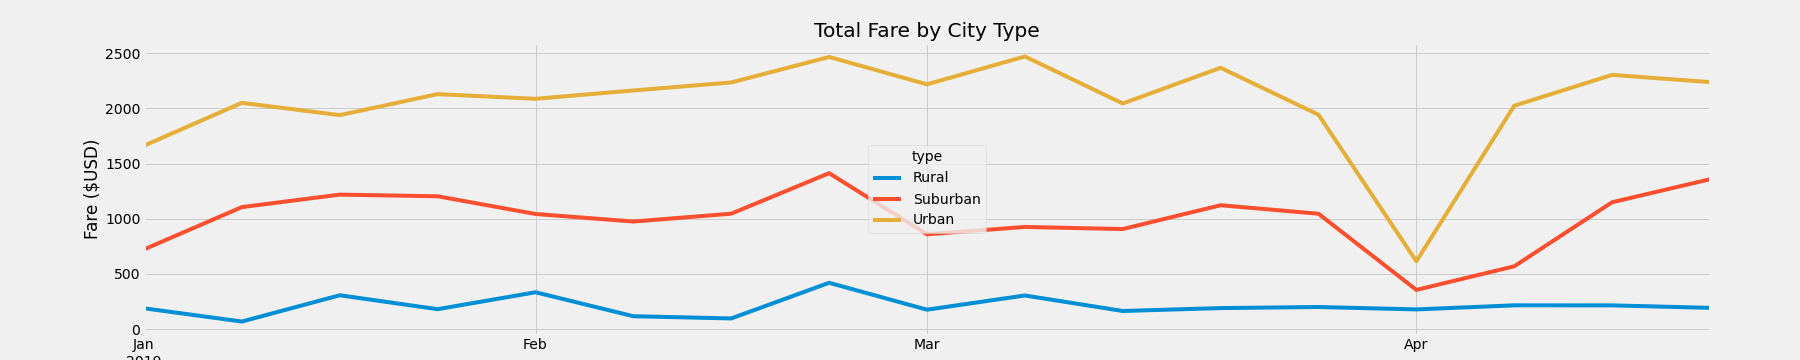 Total Fare by City Type
Fare ($USD)
2500
2000
1500
1000
500
0
type
Rural
Suburban
Urban
Jan
Feb
Mar
Apr
2019